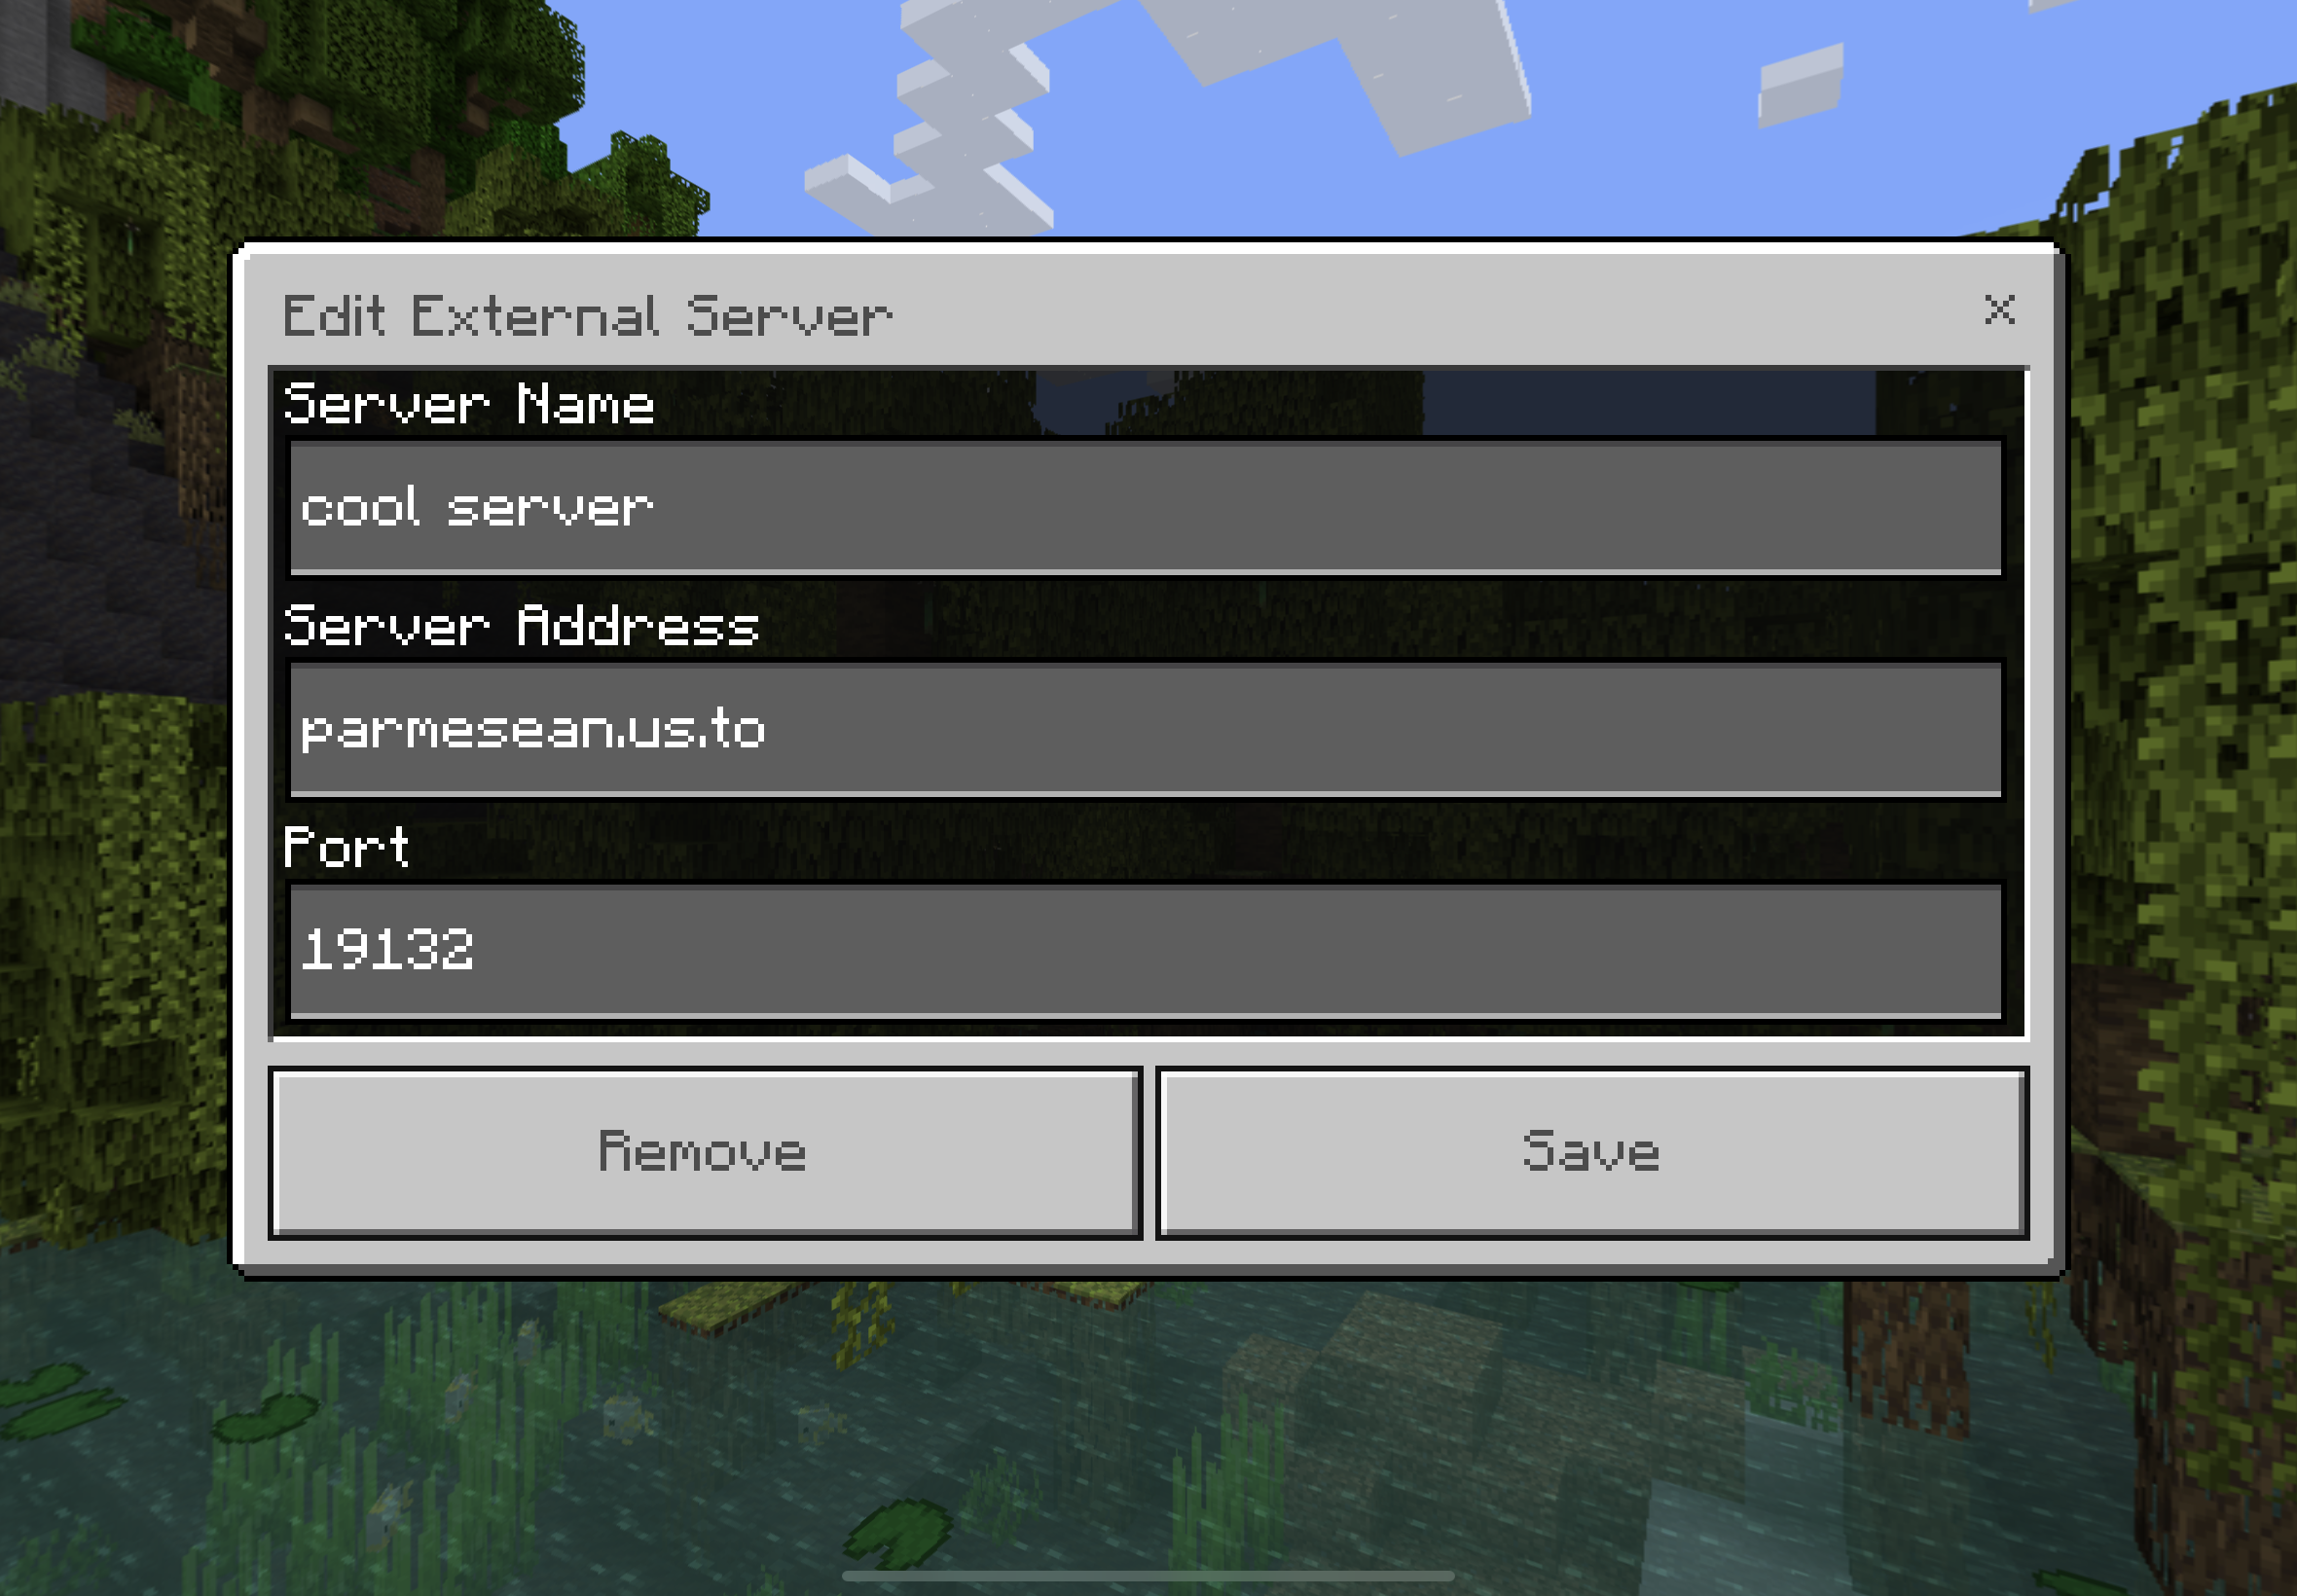 Edit External Server
Server Name
cool server
Server Address
parmesean.us.to
Port
19132
Remove
Save